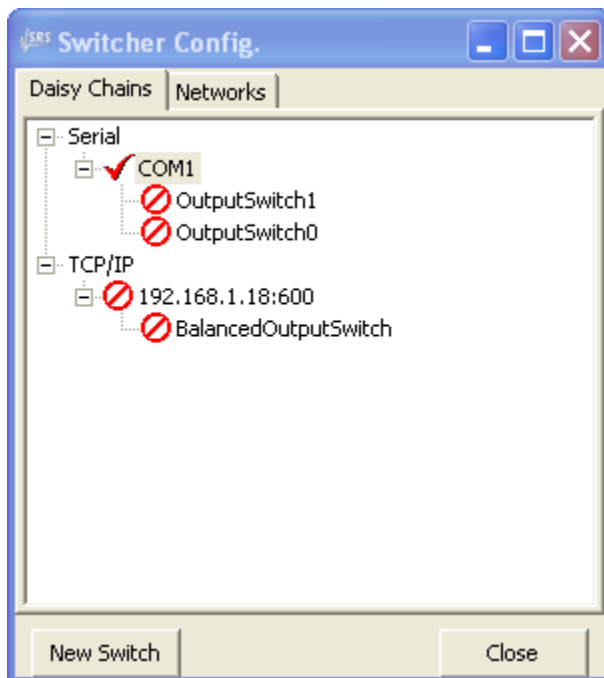 SRS Switcher Config.
Daisy Chains Networks
Serial
COM1
OutputSwitch1
OutputSwitch0
TCP/IP
192.168.1.18:600
BalancedOutputSwitch
New Switch Close